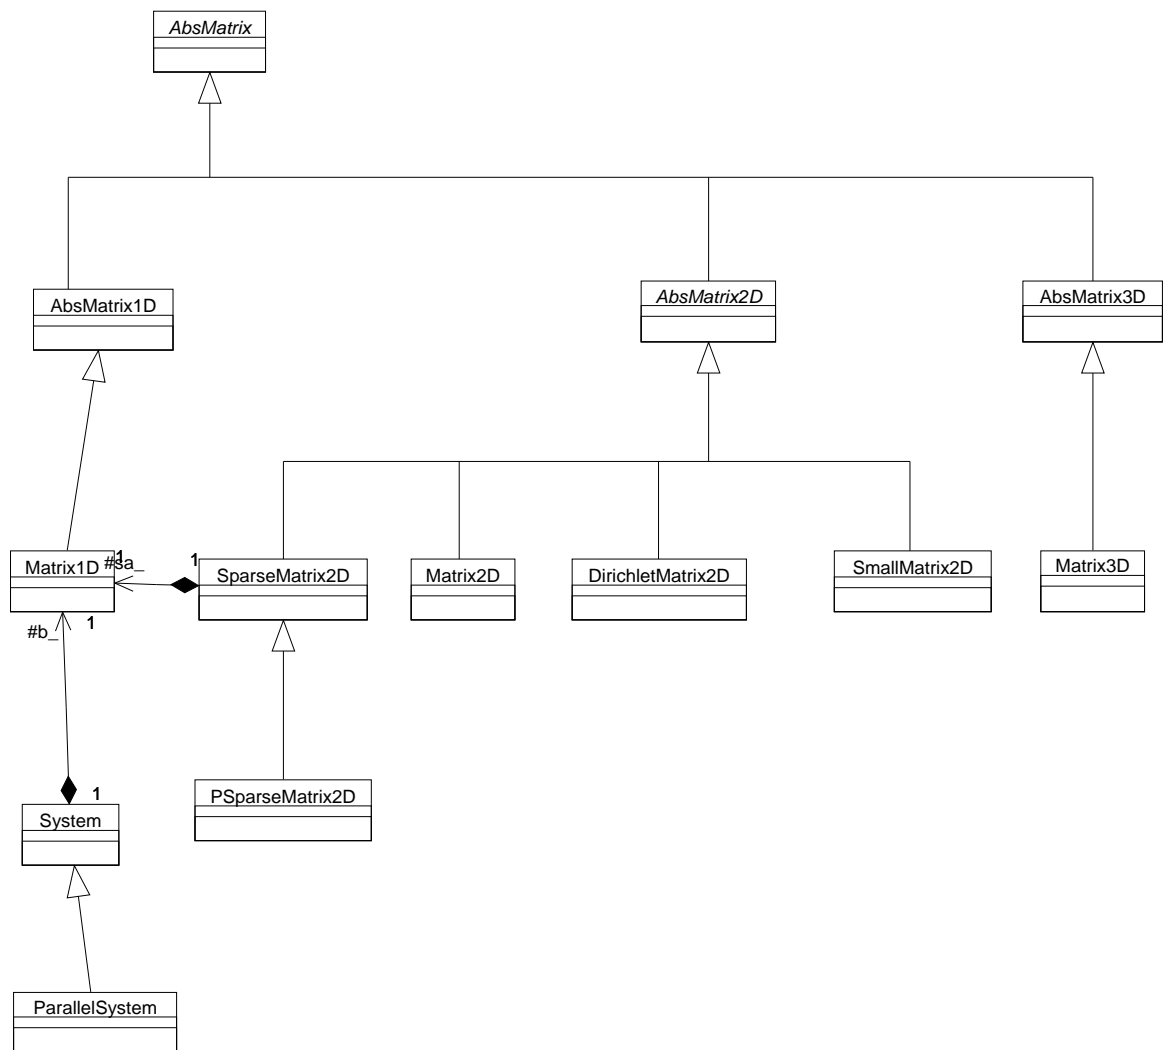 AbsMatrix
AbsMatrix1D
AbsMatrix2D
AbsMatrix3D
Matrix1D
1
#sa_
1
SparseMatrix2D
Matrix2D
DirichletMatrix2D
SmallMatrix2D
Matrix3D
#b_
1
PSparseMatrix2D
1
System
ParallelSystem